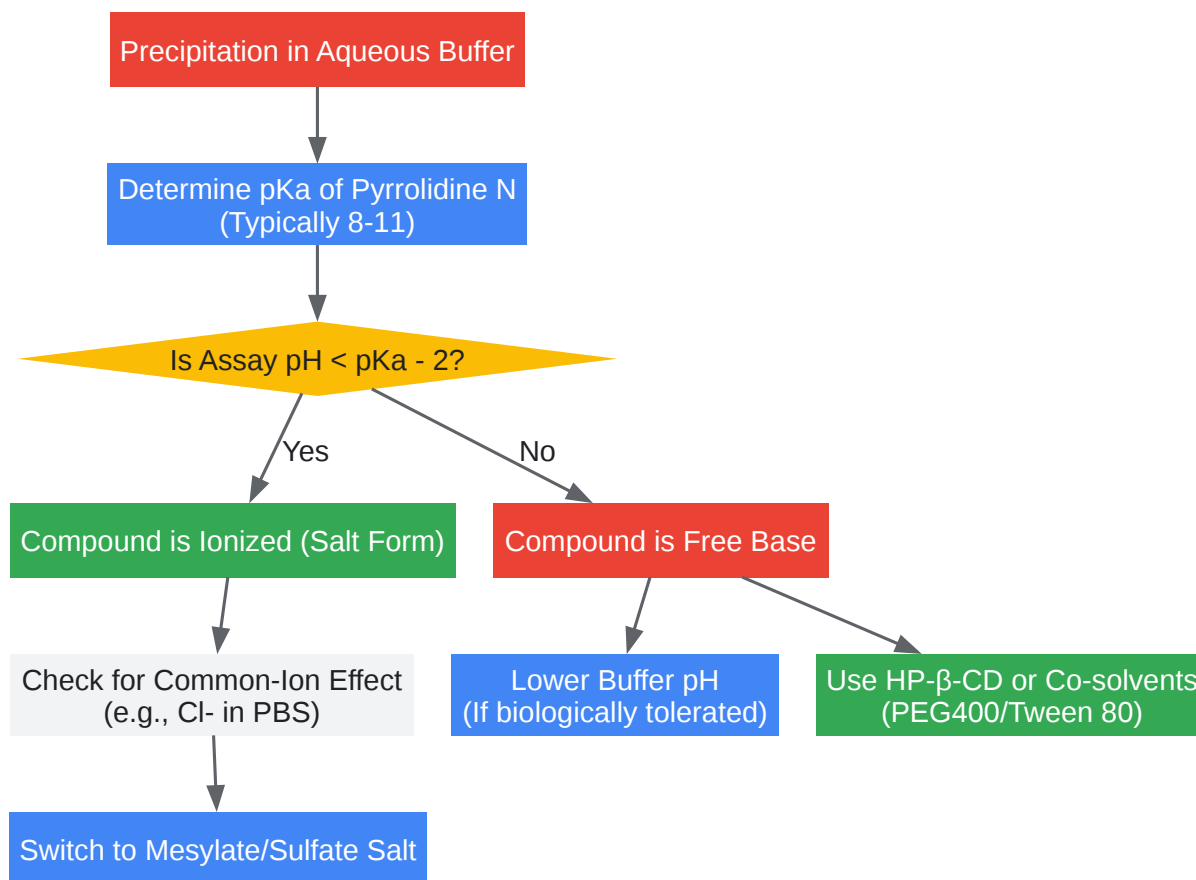 Precipitation in Aqueous Buffer
Determine pKa of Pyrrolidine N
(Typically 8-11)
Is Assay pH < pKa - 2?
Yes
No
Compound is Ionized (Salt Form)
Compound is Free Base
Check for Common-Ion Effect
(e.g., Cl- in PBS)
Lower Buffer pH
(If biologically tolerated)
Use HP-β-CD or Co-solvents
(PEG400/Tween 80)
Switch to Mesylate/Sulfate Salt